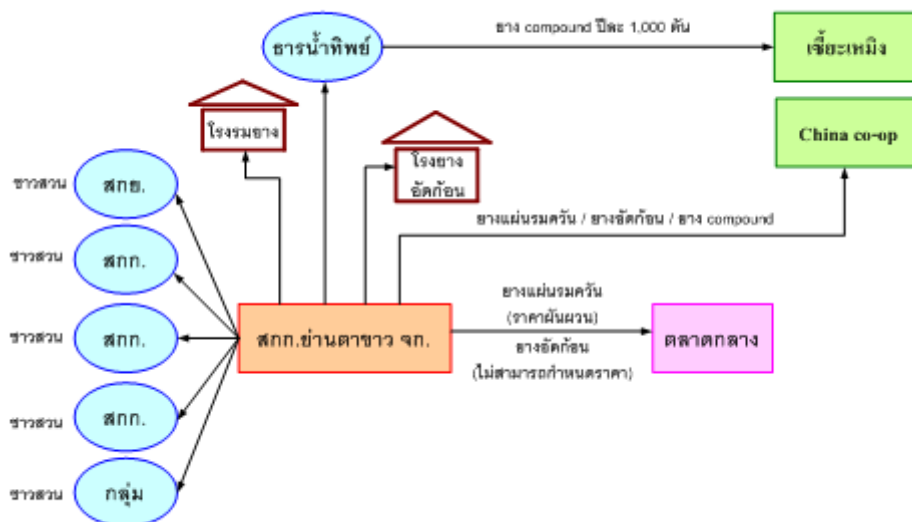 ยาง compound ปีละ 1,000 ตัน
ธารน้ำทิพย์
เซี้ยะเหมิง
โรงรมยาง
โรงยาง
อัดก้อน
China co-op
ชาวสวน
สกย.
ยางแผ่นรมควัน / ยางอัดก้อน / ยาง compound
ชาวสวน
สกก.
ยางแผ่นรมควัน
(ราคาผันผวน)
ชาวสวน
สกก.
สกก.ย่านตาขาว จก.
ยางอัดก้อน
(ไม่สามารถกำหนดราคา)
ตลาดกลาง
ชาวสวน
สกก.
ชาวสวน
กลุ่ม